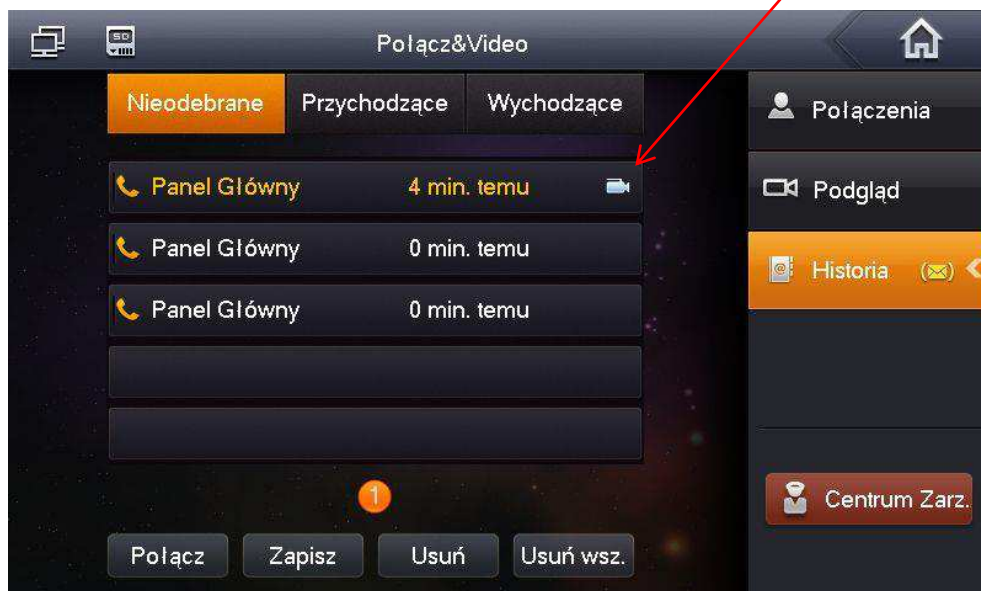 SD
Połącz&Video
Nieodebrane Przychodzące Wychodzące
Panel Główny 4 min. temu
Panel Główny 0 min. temu
Panel Główny 0 min. temu
1
Połącz Zapisz Usuń Usuń wsz.
Połączenia
Podgląd
@ Historia (✉)
Centrum Zarz.